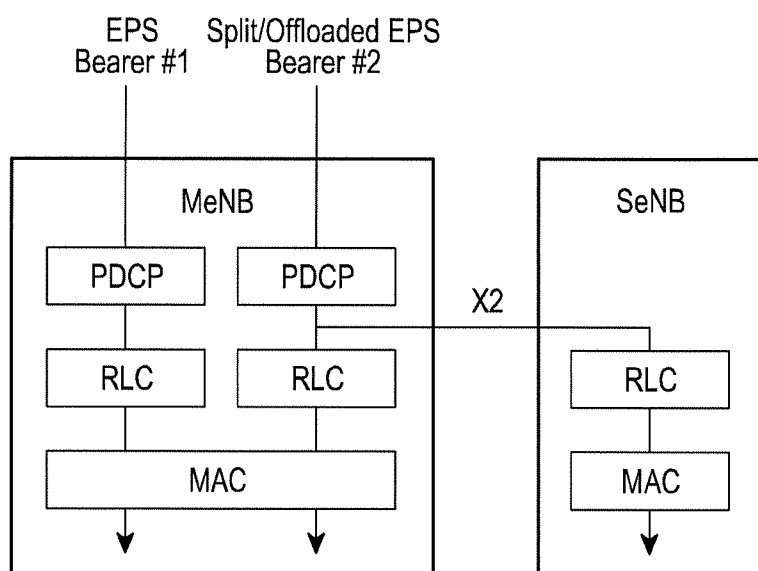 EPS
Bearer #1
Split/Offloaded EPS
Bearer #2
MeNB
SeNB
PDCP
PDCP
X2
RLC
RLC
RLC
MAC
MAC